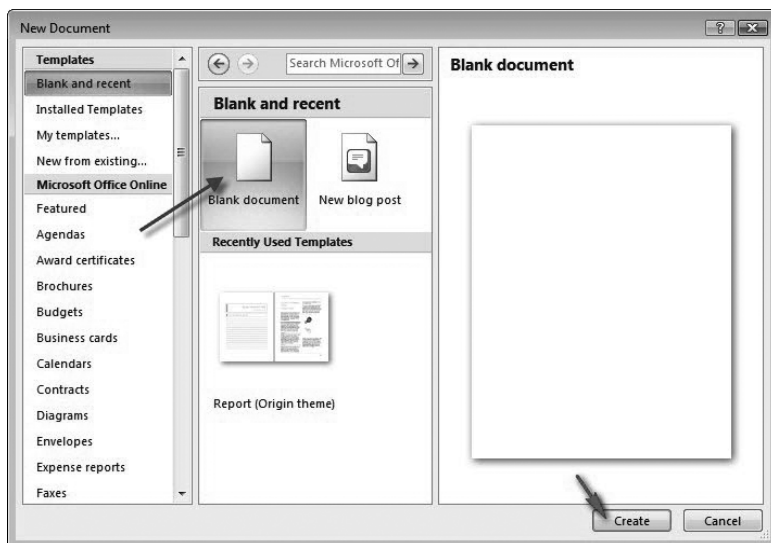 New Document
Templates
Blank and recent
Installed Templates
My templates...
New from existing...
Microsoft Office Online
Featured
Agendas
Award certificates
Brochures
Budgets
Business cards
Calendars
Contracts
Diagrams
Envelopes
Expense reports
Faxes
Search Microsoft Of
Blank and recent
Blank document
New blog post
Recently Used Templates
Report (Origin theme)
Blank document
Create
Cancel